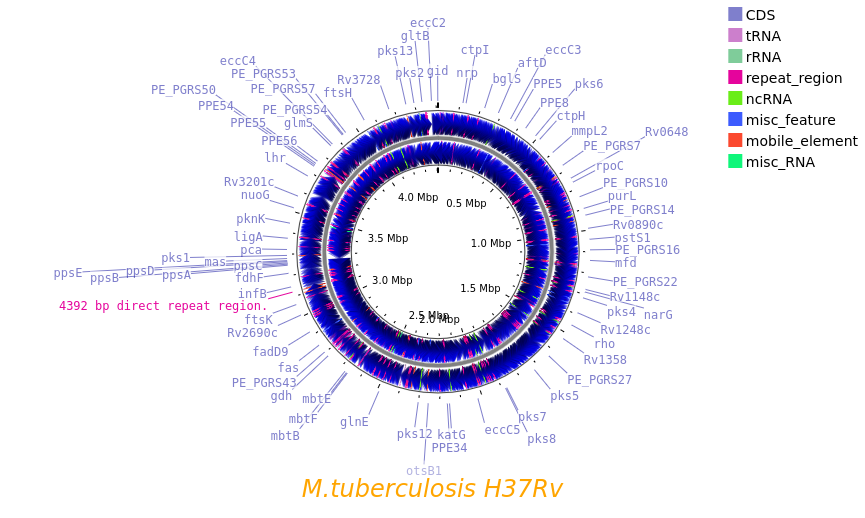 eccC2
gltB
pks13
ctpI
eccC3
eccC4
PE_PGRS53
Rv3728
pks2
gid
nrp
bglS
aftD
PE_PGRS50
PE_PGRS57
ftsH
PPE5
pks6
PPE54
PE_PGRS54
PPE8
PPE55
glmS
ctpH
PPE56
mmpL2
Rv0648
lhr
PE_PGRS7
rpoC
Rv3201c
PE_PGRS10
nuoG
purL
pknK
PE_PGRS14
Rv0890c
ligA
pstS1
pca
PE_PGRS16
pks1
mas
mfd
ppsE
ppsD
ppsC
ppsB
ppsA
fdhF
PE_PGRS22
infB
Rv1148c
4392 bp direct repeat region.
pks4
narG
ftsK
Rv2690c
Rv1248c
rho
fadD9
Rv1358
fas
PE_PGRS43
PE_PGRS27
gdh
mbtE
pks5
mbtF
glnE
pks7
mbtB
pks12
katG
eccC5
pks8
PPE34
otsB1
4.0 Mbp
0.5 Mbp
3.5 Mbp
1.0 Mbp
3.0 Mbp
1.5 Mbp
2.5 Mbp
2.0 Mbp
CDS
tRNA
rRNA
repeat_region
ncRNA
misc_feature
mobile_element
misc_RNA
M.tuberculosis H37Rv